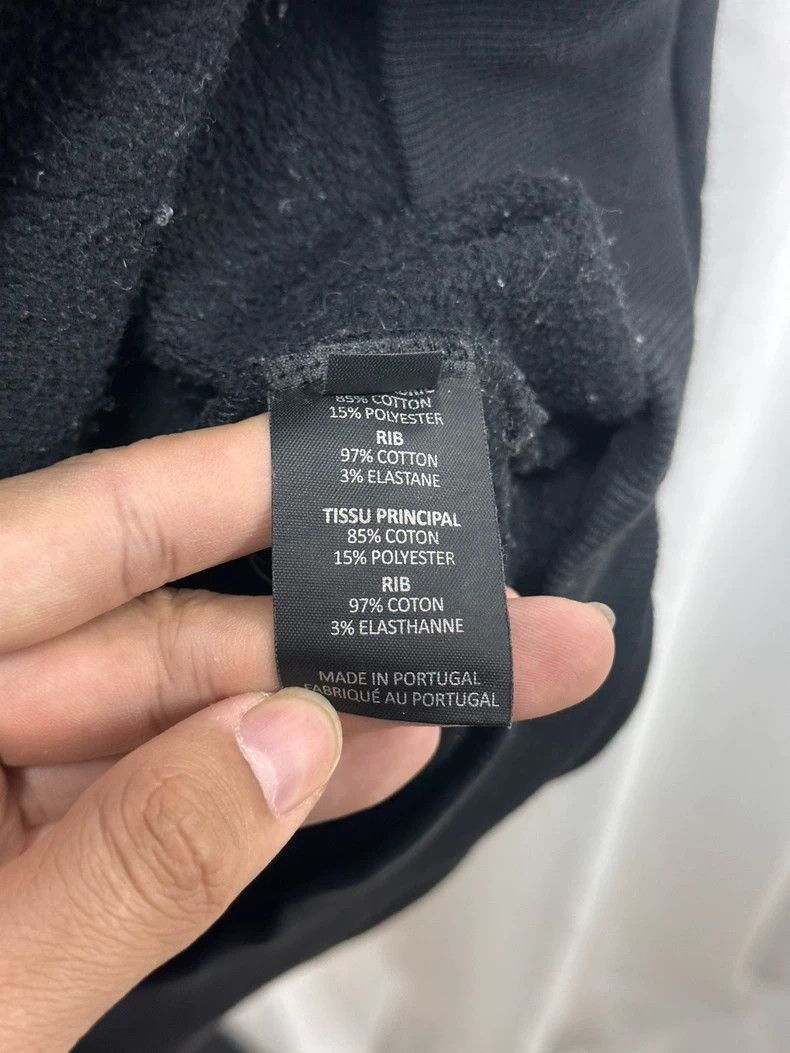 85% COTTON
15% POLYESTER
RIB
97% COTTON
3% ELASTANE
TISSU PRINCIPAL
85% COTON
15% POLYESTER
RIB
97% COTON
3% ELASTHANNE
MADE IN PORTUGAL
FABRIQUÉ AU PORTUGAL